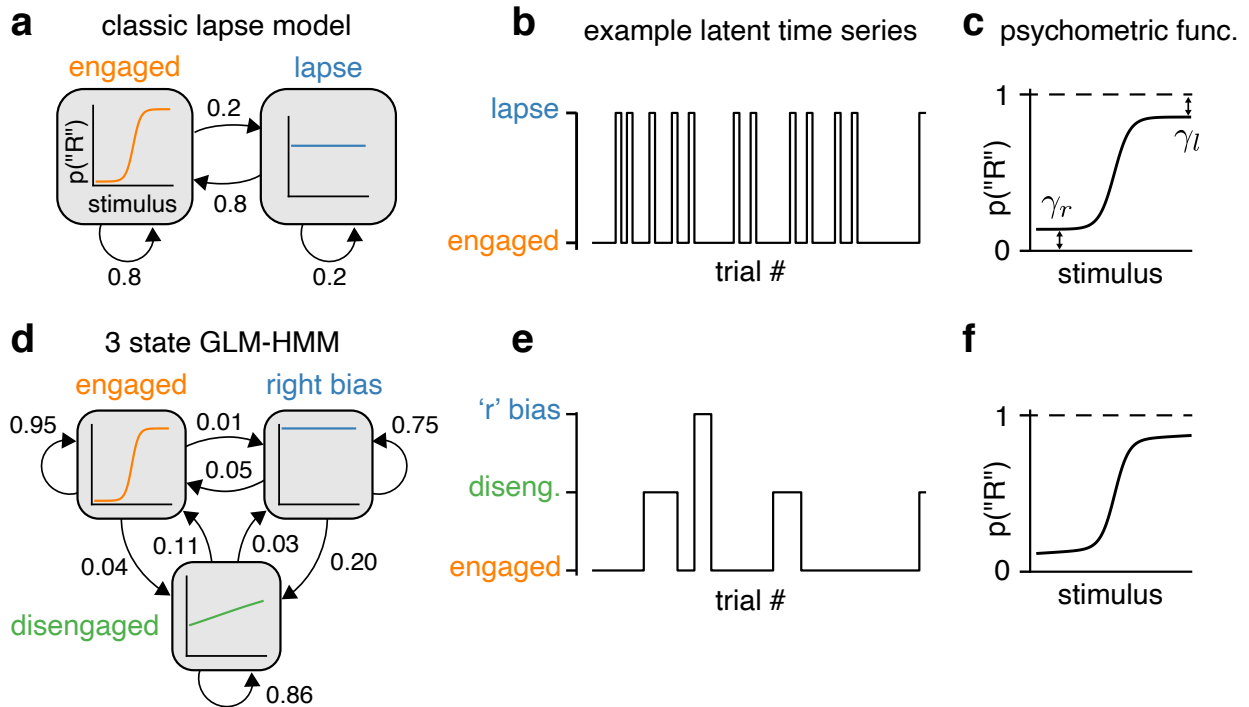 a
classic lapse model
engaged
lapse
p("R")
stimulus
0.2
0.8
0.8
0.2
b
example latent time series
lapse
engaged
trial #
c
psychometric func.
1
γl
p("R")
γr
0
stimulus
d
3 state GLM-HMM
engaged
right bias
0.95
0.01
0.75
0.05
0.04
0.11
0.03
0.20
disengaged
0.86
e
‘r’ bias
diseng.
engaged
trial #
f
1
p("R")
0
stimulus